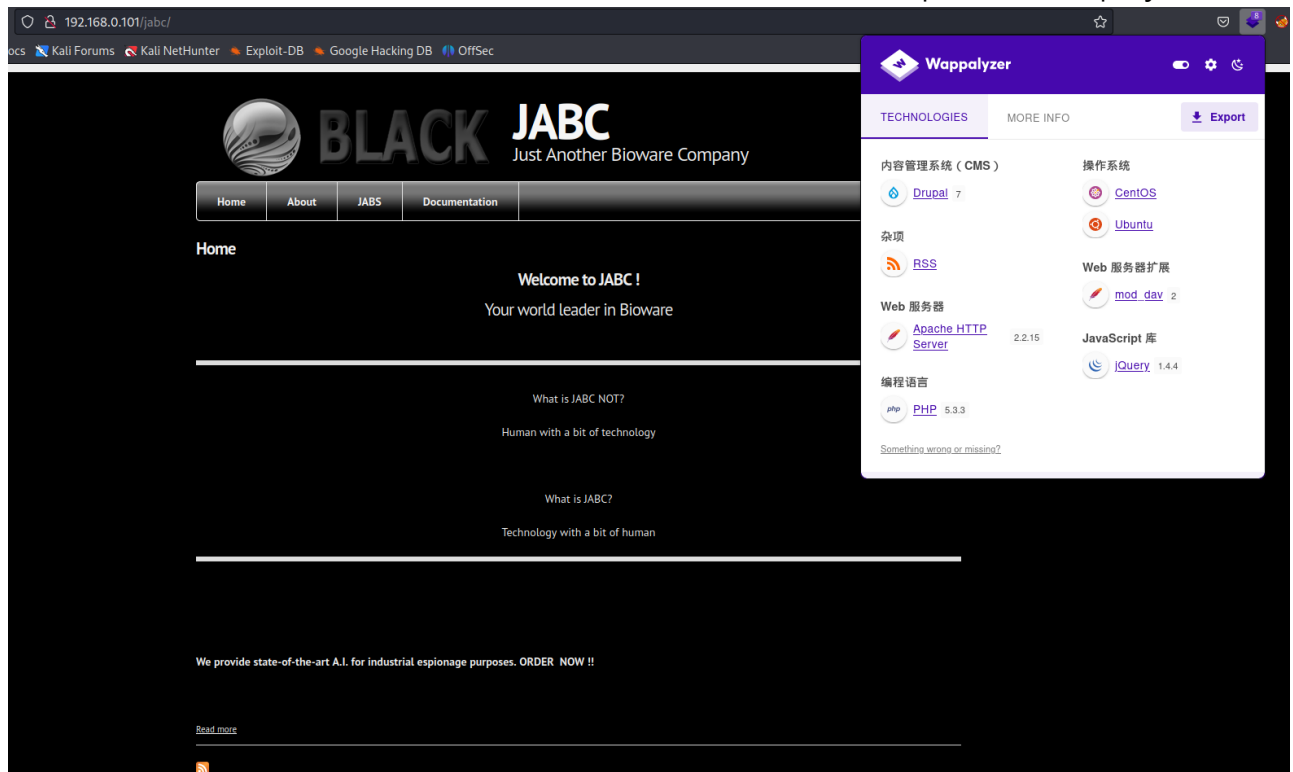 192.168.0.101/jabc/
8
ocs Kali Forums Kali NetHunter Exploit-DB Google Hacking DB OffSec
BLACK
JABC
Just Another Bioware Company
Home About JABS Documentation
Home
Welcome to JABC !
Your world leader in Bioware
What is JABC NOT?
Human with a bit of technology
What is JABC?
Technology with a bit of human
We provide state-of-the-art A.I. for industrial espionage purposes. ORDER NOW !!
Read more
Wappalyzer
TECHNOLOGIES MORE INFO Export
内容管理系统 ( CMS )
Drupal 7
杂项
RSS
Web 服务器
Apache HTTP
Server 2.2.15
编程语言
php PHP 5.3.3
操作系统
CentOS
Ubuntu
Web 服务器扩展
mod_dav 2
JavaScript 库
jQuery 1.4.4
Something wrong or missing?